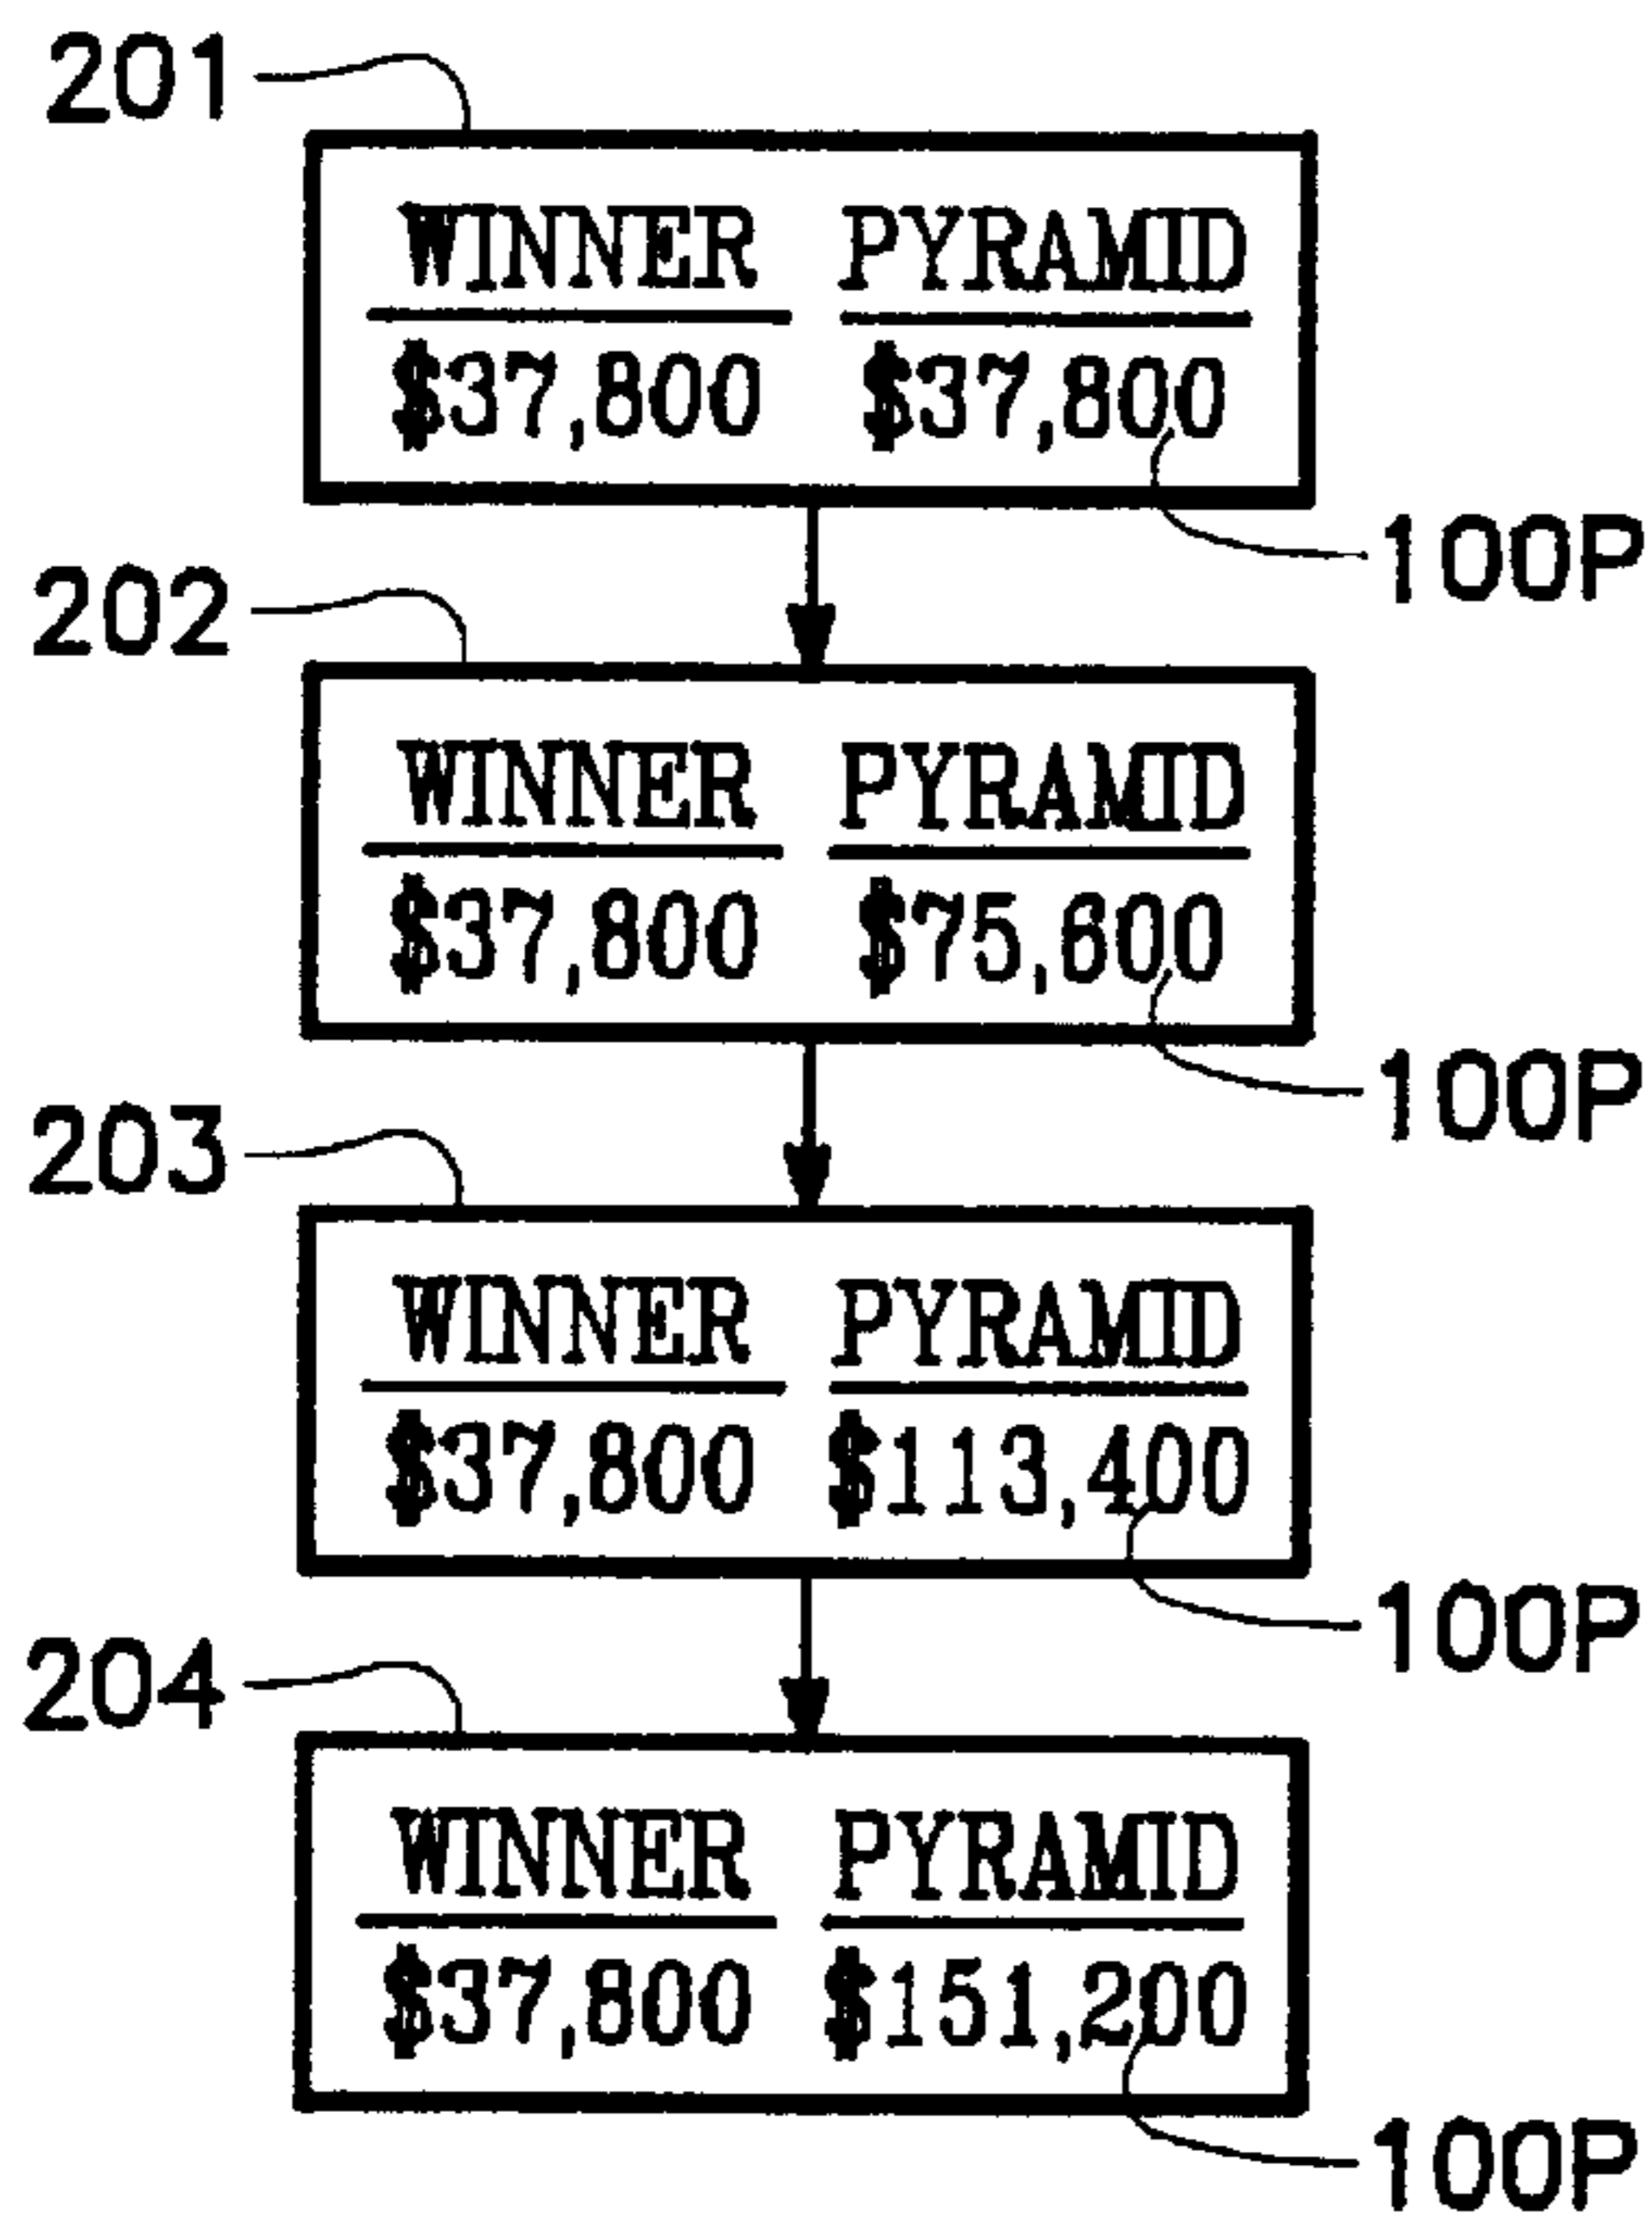 201
WINNER PYRAMID
$37,800 $37,800
100P
202
WINNER PYRAMID
$37,800 $75,600
100P
203
WINNER PYRAMID
$37,800 $113,400
100P
204
WINNER PYRAMID
$37,800 $151,200
100P